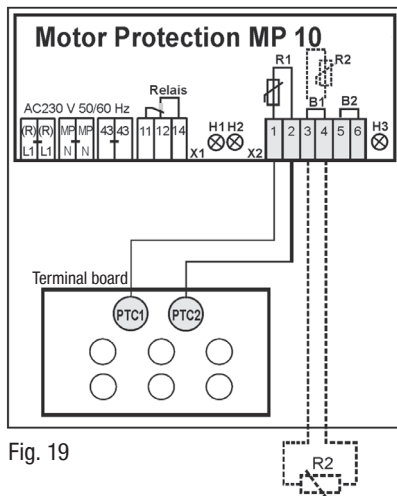 Motor Protection MP 10
R1 R2
Relais
AC230 V 50/60 Hz
B1 B2
(R) (R) MP MP 43 43 11 12 14 H1 H2 1 2 3 4 5 6 H3
L1 L1 N N X1 X2
Terminal board
PTC1 PTC2
Fig. 19
R2